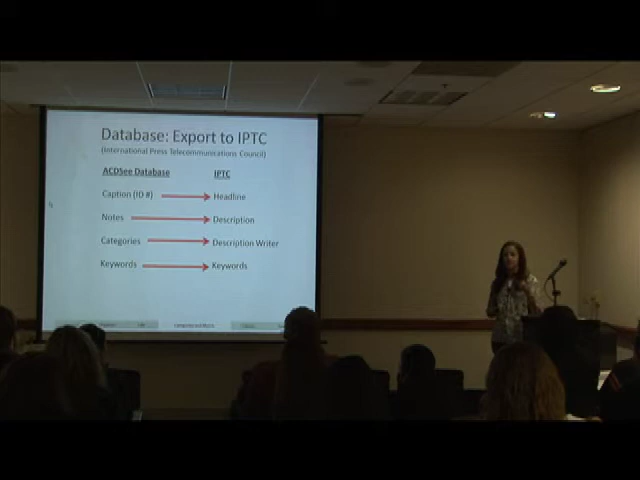 Database: Export to IPTC
(International Press Telecommunications Council)
ACDSee Database IPTC
Caption (ID #) Headline
Notes Description
Categories Description Writer
Keywords Keywords